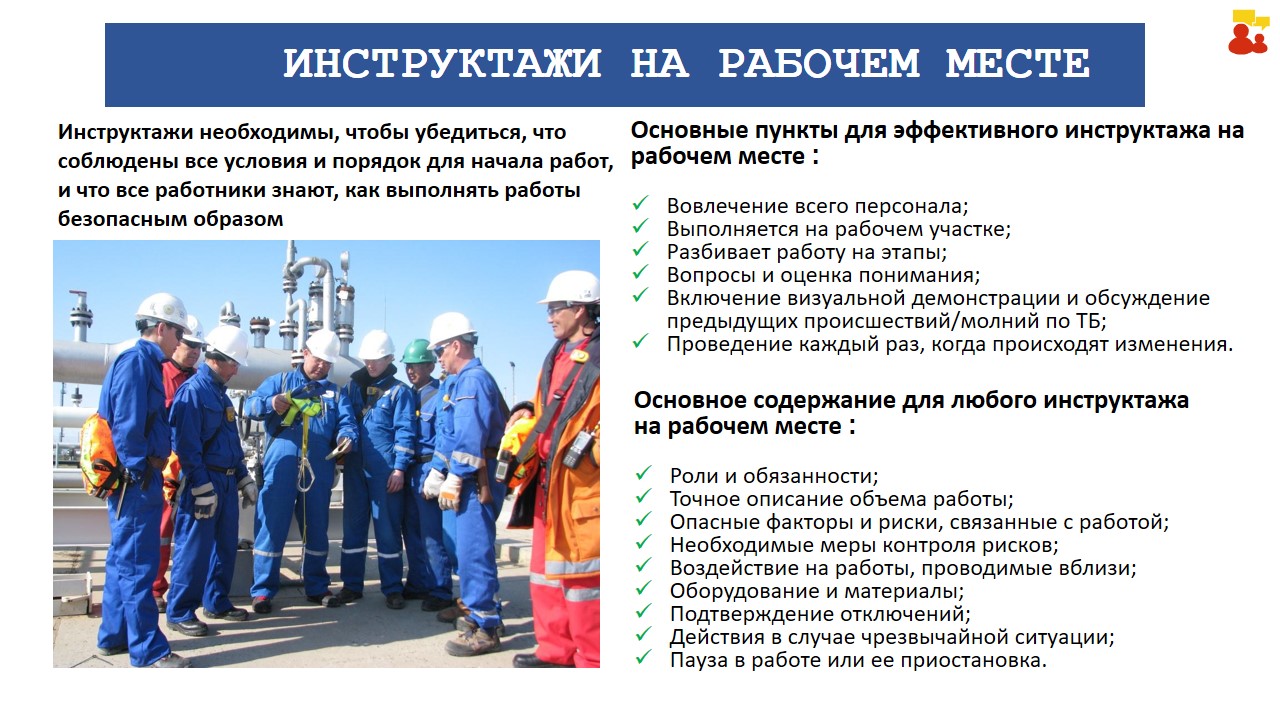 ИНСТРУКТАЖИ НА РАБОЧЕМ МЕСТЕ
Инструктажи необходимы, чтобы убедиться, что
соблюдены все условия и порядок для начала работ,
и что все работники знают, как выполнять работы
безопасным образом
Основные пункты для эффективного инструктажа на
рабочем месте :
Вовлечение всего персонала;
Выполняется на рабочем участке;
Разбивает работу на этапы;
Вопросы и оценка понимания;
Включение визуальной демонстрации и обсуждение
предыдущих происшествий/молний по ТБ;
Проведение каждый раз, когда происходят изменения.
Основное содержание для любого инструктажа
на рабочем месте :
Роли и обязанности;
Точное описание объема работы;
Опасные факторы и риски, связанные с работой;
Необходимые меры контроля рисков;
Воздействие на работы, проводимые вблизи;
Оборудование и материалы;
Подтверждение отключений;
Действия в случае чрезвычайной ситуации;
Пауза в работе или ее приостановка.